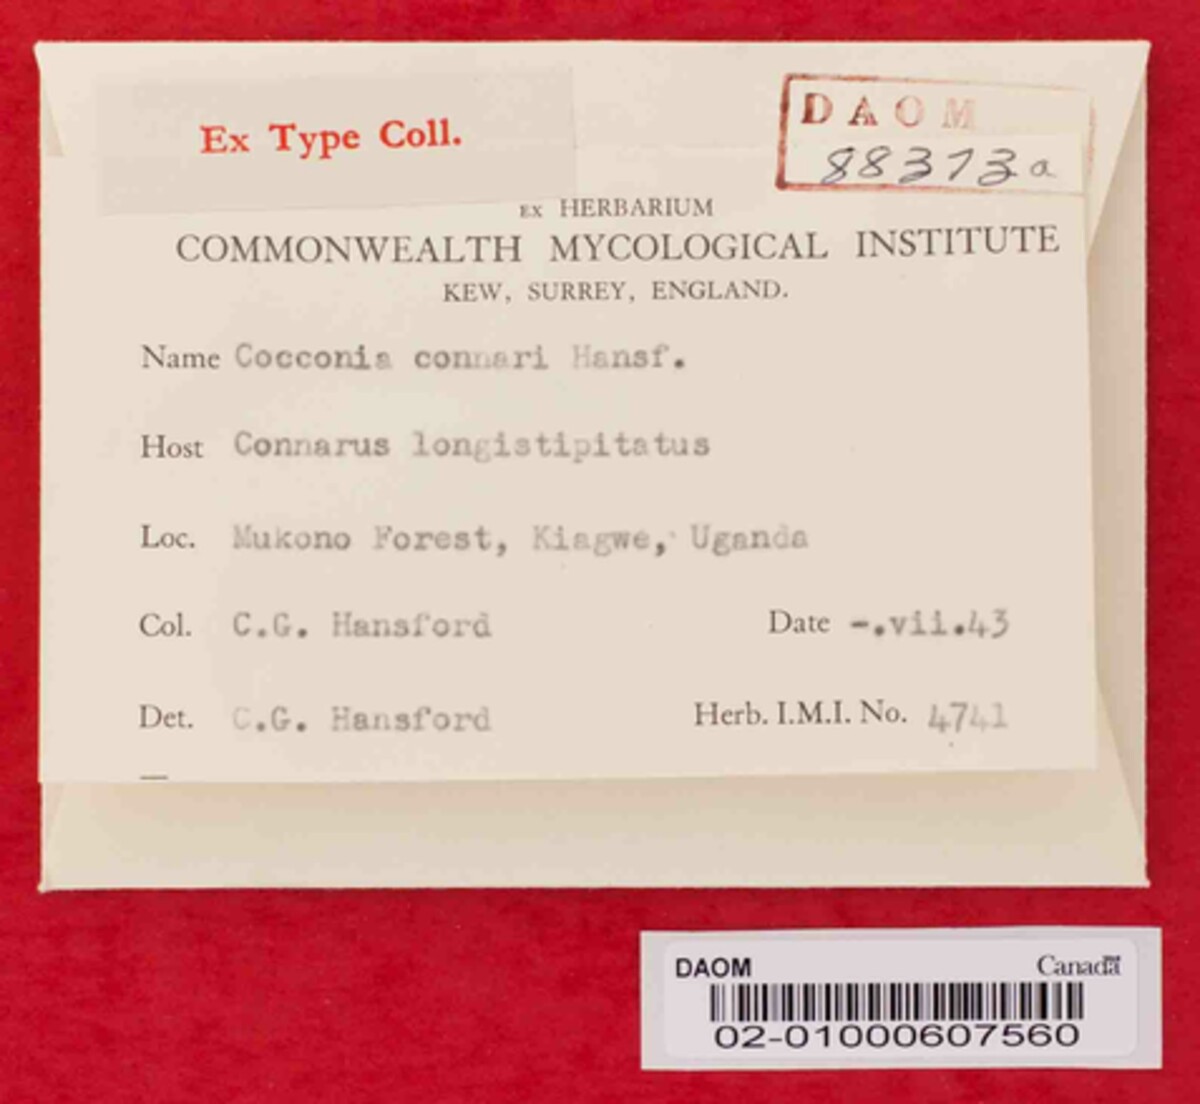 Ex Type Coll.
DAOM
88373a
EX HERBARIUM
COMMONWEALTH MYCOLOGICAL INSTITUTE
KEW, SURREY, ENGLAND.
Name Cocconia connari Hansf.
Host Connarus longistipitatus
Loc. Mukono Forest, Kiagwe, Uganda
Col. C.G. Hansford Date -.vii.43
Det. C.G. Hansford Herb. I.M.I. No. 4741
DAOM Canada
02-01000607560